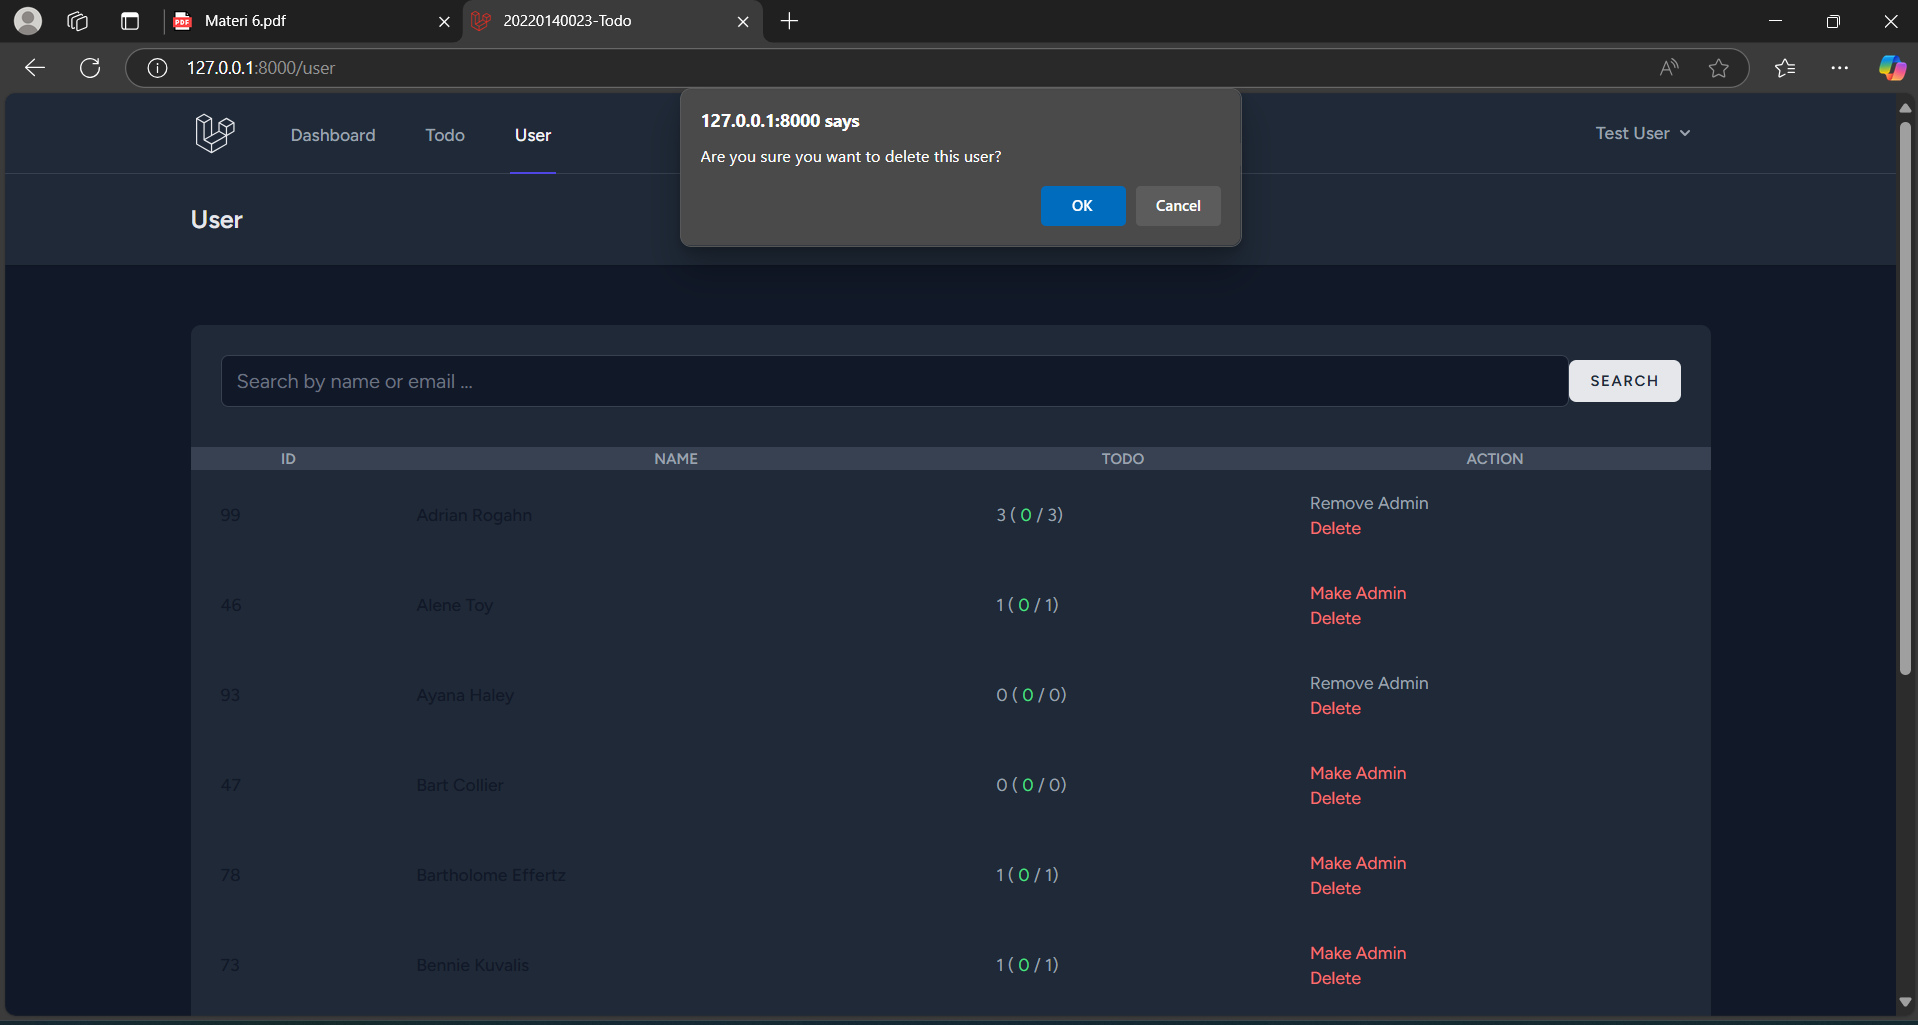 Materi 6.pdf
20220140023-Todo
127.0.0.1:8000/user
127.0.0.1:8000 says
Are you sure you want to delete this user?
OK Cancel
Dashboard Todo User Test User
User
Search by name or email ... SEARCH
ID NAME TODO ACTION
99 Adrian Rogahn 3 ( 0 / 3) Remove Admin
Delete
46 Alene Toy 1 ( 0 / 1) Make Admin
Delete
93 Ayana Haley 0 ( 0 / 0) Remove Admin
Delete
47 Bart Collier 0 ( 0 / 0) Make Admin
Delete
78 Bartholome Effertz 1 ( 0 / 1) Make Admin
Delete
73 Bennie Kuvalis 1 ( 0 / 1) Make Admin
Delete